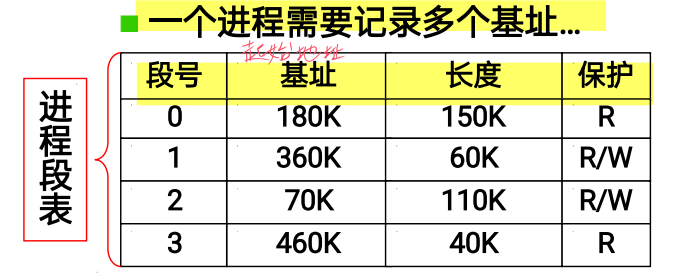 一个进程需要记录多个基址...
起始地址
段号 基址 长度 保护
进程段表
0 180K 150K R
1 360K 60K R/W
2 70K 110K R/W
3 460K 40K R